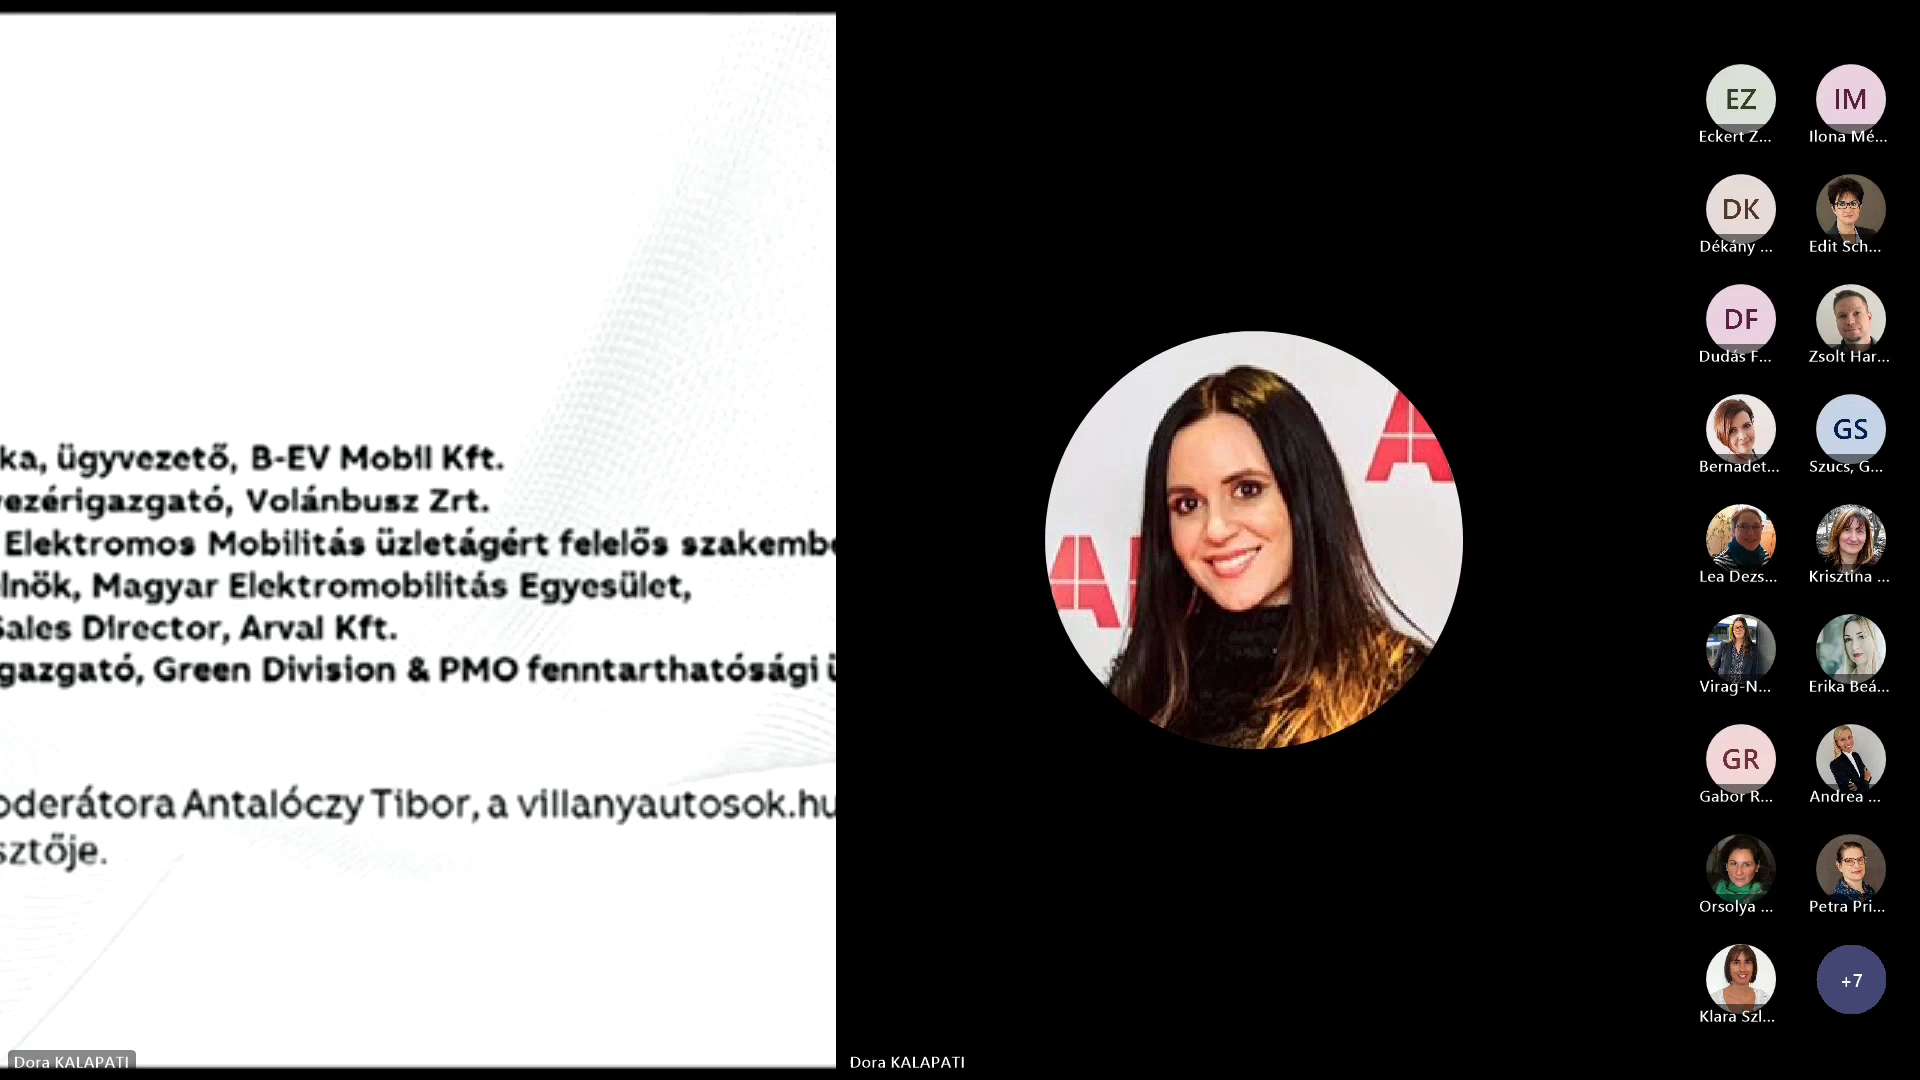 ka, ügyvezető, B-EV Mobil Kft.
vezérigazgató, Volánbusz Zrt.
Elektromos Mobilitás üzletágért felelős szakembe
lnök, Magyar Elektromobilitás Egyesület,
Sales Director, Arval Kft.
gazgató, Green Division & PMO fenntarthatósági ü
oderátora Antalóczy Tibor, a villanyautosok.hu
sztője.
Dora KALAPATI
Dora KALAPATI
EZ
Eckert Z...
IM
Ilona Mé...
DK
Dékány ...
Edit Sch...
DF
Dudás F...
Zsolt Har...
Bernadet...
GS
Szucs, G...
Lea Dezs...
Krisztina ...
Virag-N...
Erika Beá...
GR
Gabor R...
Andrea ...
Orsolya ...
Petra Pri...
Klara Szl...
+7